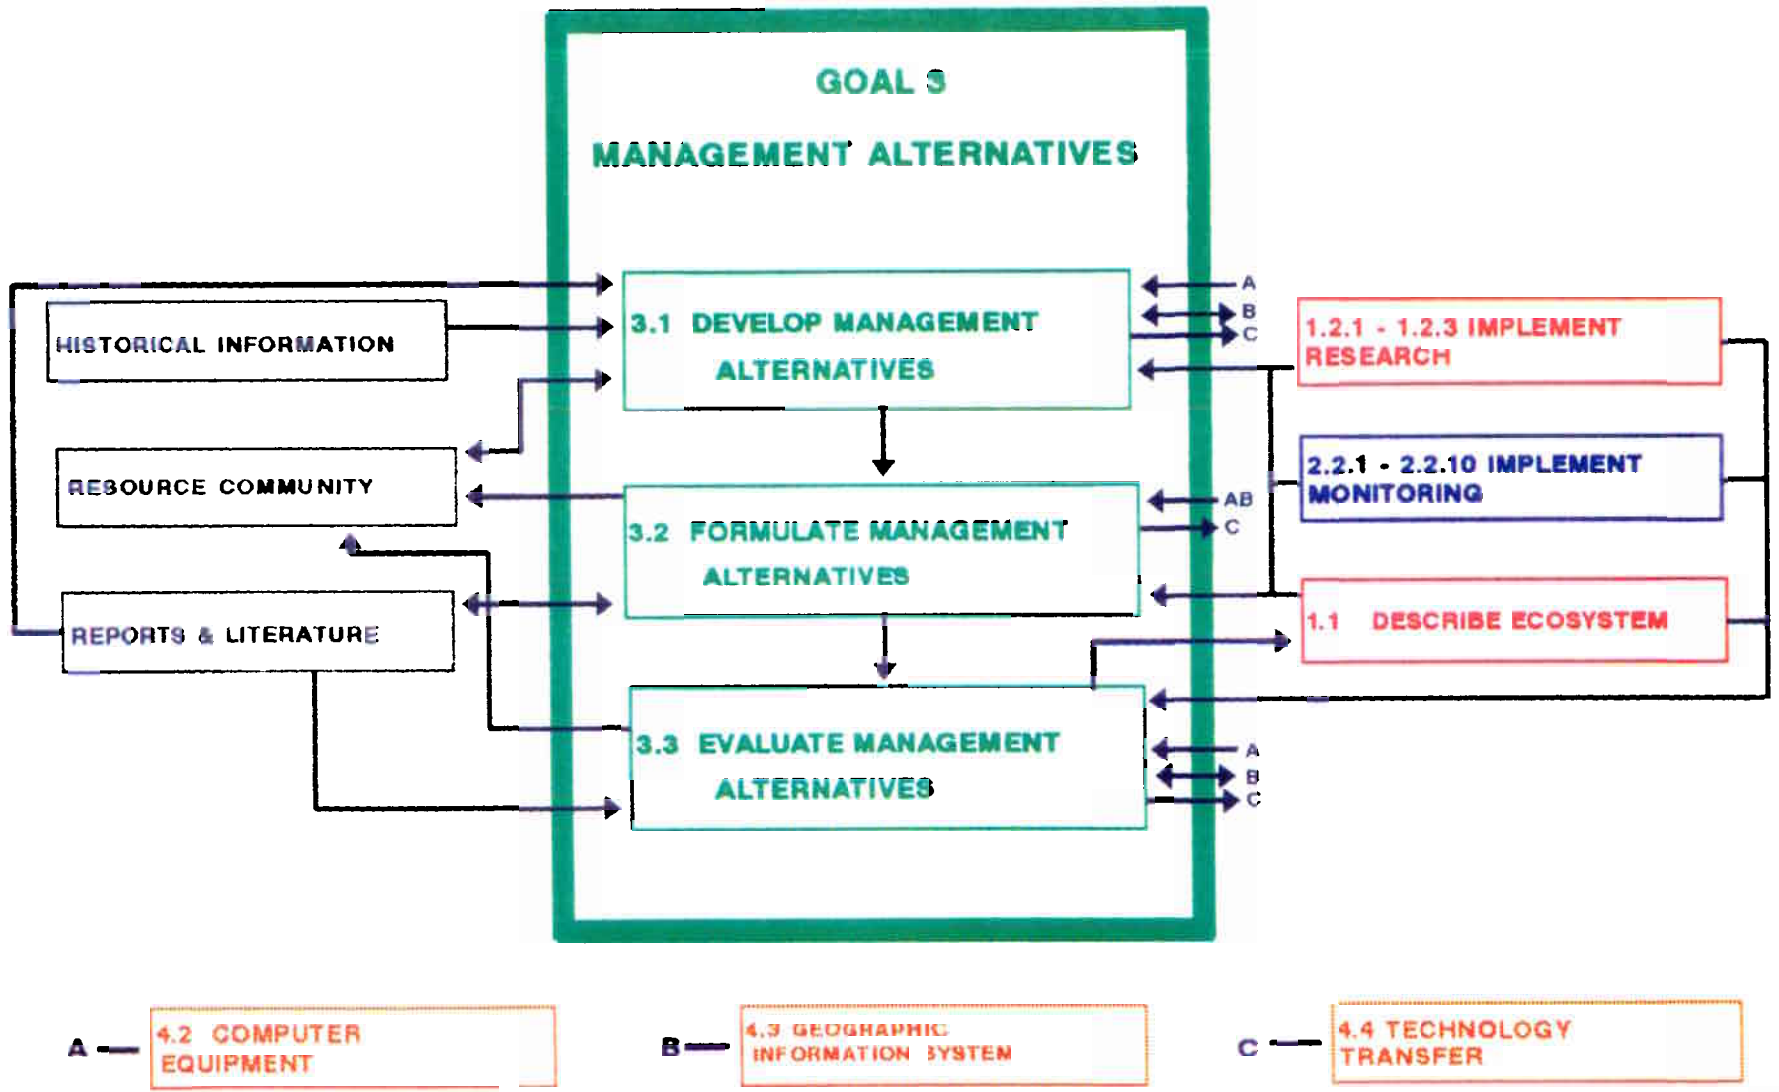 GOAL 3
MANAGEMENT ALTERNATIVES
HISTORICAL INFORMATION
RESOURCE COMMUNITY
REPORTS & LITERATURE
3.1 DEVELOP MANAGEMENT
ALTERNATIVES
A
B
C
3.2 FORMULATE MANAGEMENT
ALTERNATIVES
AB
C
3.3 EVALUATE MANAGEMENT
ALTERNATIVES
A
B
C
1.2.1 - 1.2.3 IMPLEMENT
RESEARCH
2.2.1 - 2.2.10 IMPLEMENT
MONITORING
1.1 DESCRIBE ECOSYSTEM
A
4.2 COMPUTER
EQUIPMENT
B
4.3 GEOGRAPHIC
INFORMATION SYSTEM
C
4.4 TECHNOLOGY
TRANSFER